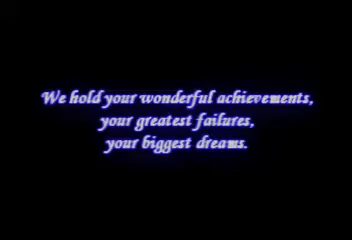 We hold your wonderful achievements,
your greatest failures,
your biggest dreams.